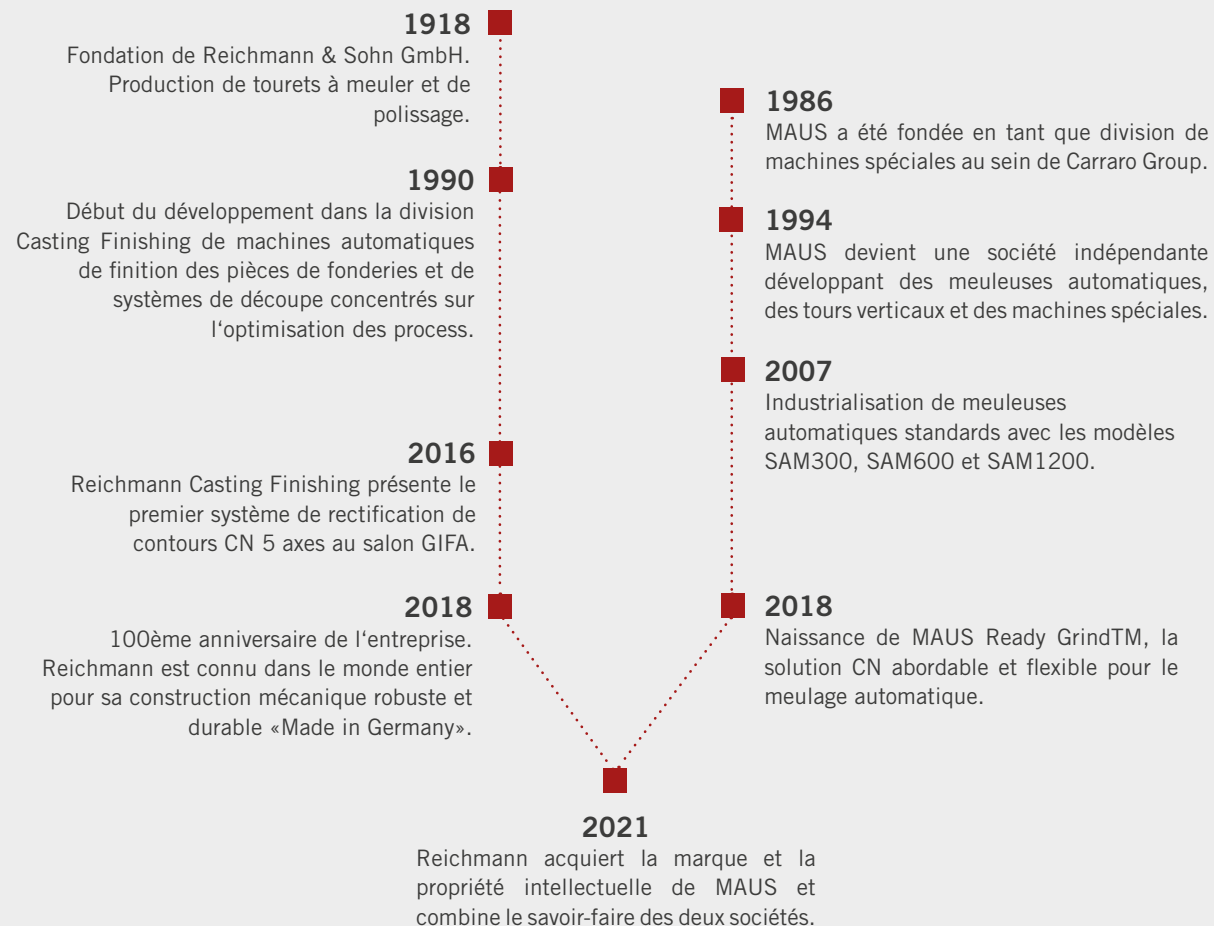 1918
Fondation de Reichmann & Sohn GmbH.
Production de tourets à meuler et de
polissage.
1990
Début du développement dans la division
Casting Finishing de machines automatiques
de finition des pièces de fonderies et de
systèmes de découpe concentrés sur
l‘optimisation des process.
2016
Reichmann Casting Finishing présente le
premier système de rectification de
contours CN 5 axes au salon GIFA.
2018
100ème anniversaire de l‘entreprise.
Reichmann est connu dans le monde entier
pour sa construction mécanique robuste et
durable «Made in Germany».
1986
MAUS a été fondée en tant que division de
machines spéciales au sein de Carraro Group.
1994
MAUS devient une société indépendante
développant des meuleuses automatiques,
des tours verticaux et des machines spéciales.
2007
Industrialisation de meuleuses
automatiques standards avec les modèles
SAM300, SAM600 et SAM1200.
2018
Naissance de MAUS Ready GrindTM, la
solution CN abordable et flexible pour le
meulage automatique.
2021
Reichmann acquiert la marque et la
propriété intellectuelle de MAUS et
combine le savoir-faire des deux sociétés.